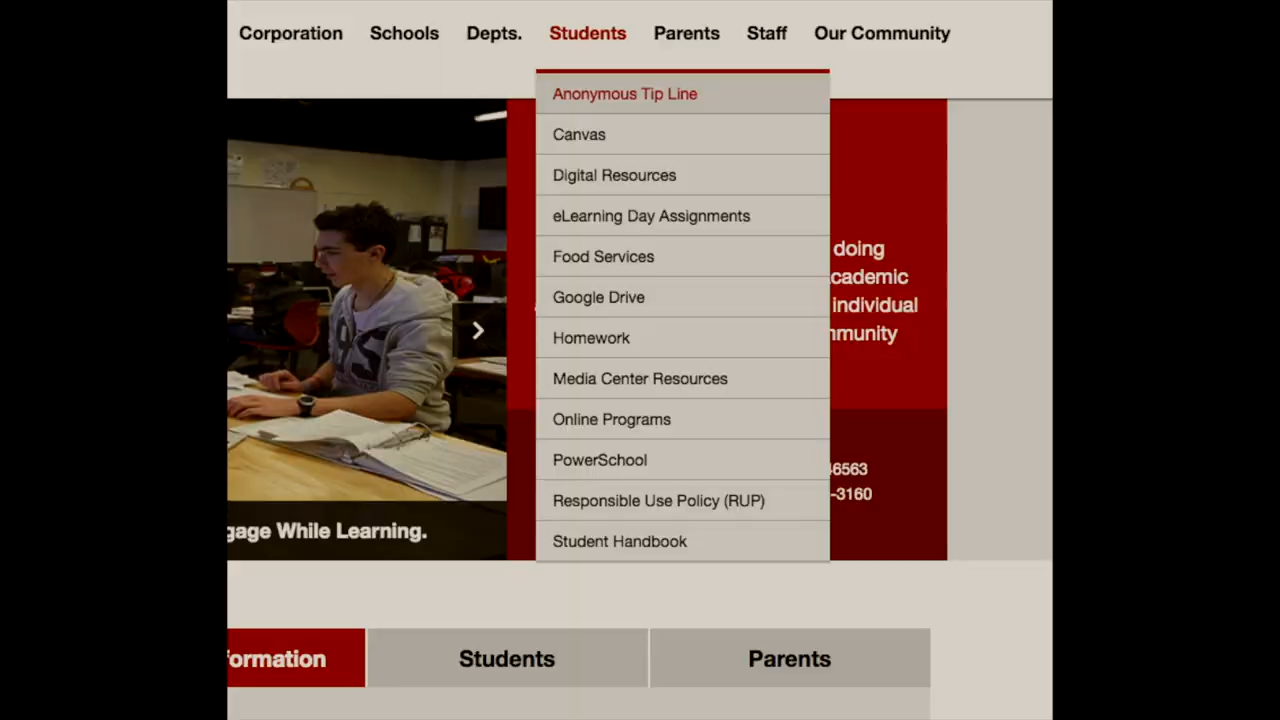 Corporation Schools Depts. Students Parents Staff Our Community
Anonymous Tip Line
Canvas
Digital Resources
eLearning Day Assignments
Food Services
Google Drive
Homework
Media Center Resources
Online Programs
PowerSchool
Responsible Use Policy (RUP)
Student Handbook
doing
cademic
individual
munity
6563
-3160
gage While Learning.
formation Students Parents